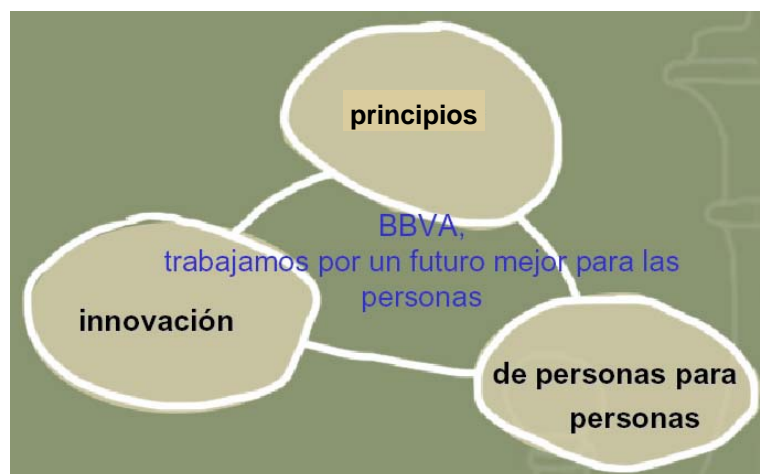 principios
BBVA,
trabajamos por un futuro mejor para las
personas
innovación
de personas para
personas